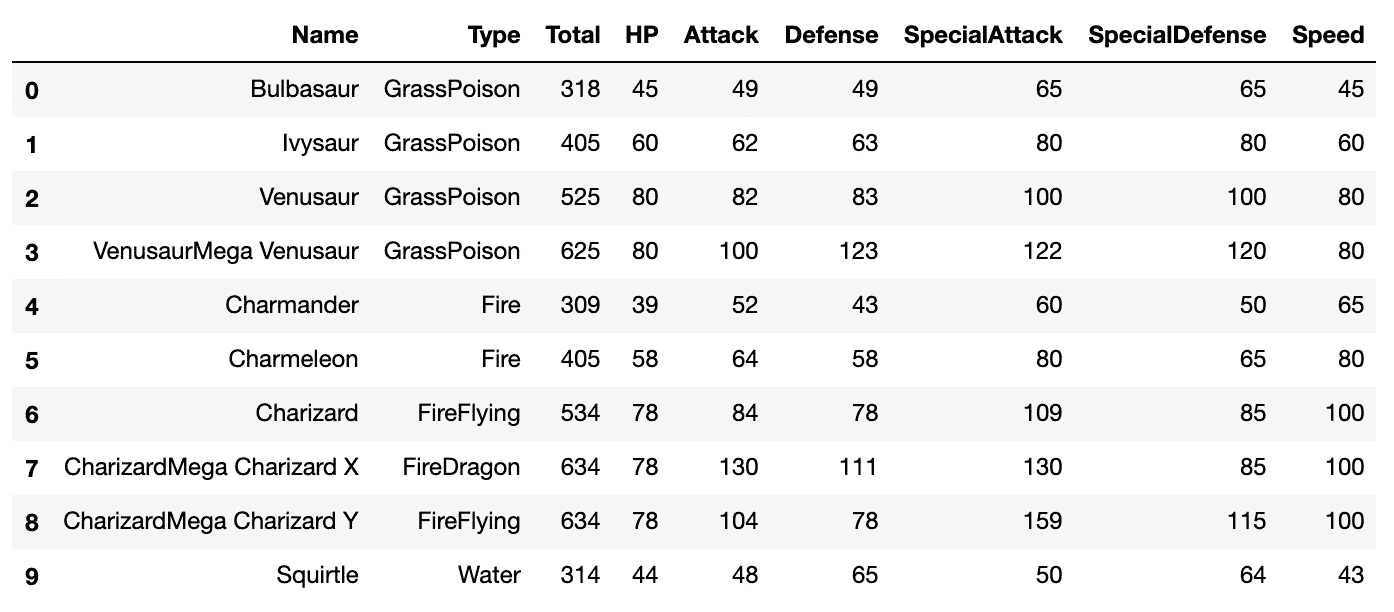 Name Type Total HP Attack Defense SpecialAttack SpecialDefense Speed
0 Bulbasaur GrassPoison 318 45 49 49 65 65 45
1 Ivysaur GrassPoison 405 60 62 63 80 80 60
2 Venusaur GrassPoison 525 80 82 83 100 100 80
3 VenusaurMega Venusaur GrassPoison 625 80 100 123 122 120 80
4 Charmander Fire 309 39 52 43 60 50 65
5 Charmeleon Fire 405 58 64 58 80 65 80
6 Charizard FireFlying 534 78 84 78 109 85 100
7 CharizardMega Charizard X FireDragon 634 78 130 111 130 85 100
8 CharizardMega Charizard Y FireFlying 634 78 104 78 159 115 100
9 Squirtle Water 314 44 48 65 50 64 43